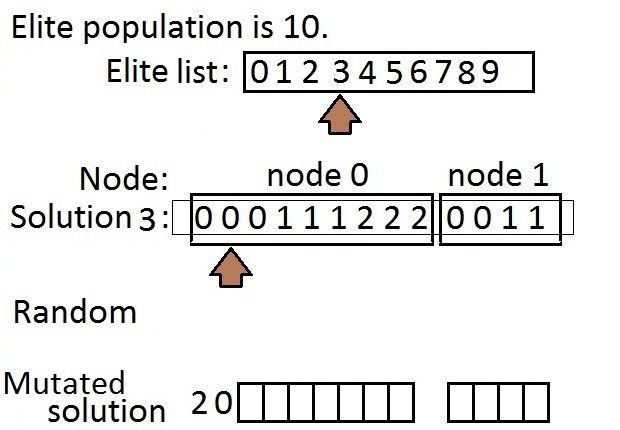 Elite population is 10.
Elite list: 0 1 2 3 4 5 6 7 8 9
Node: node 0 node 1
Solution 3: 0 0 0 1 1 1 2 2 2 0 0 1 1
Random
Mutated
solution 2 0